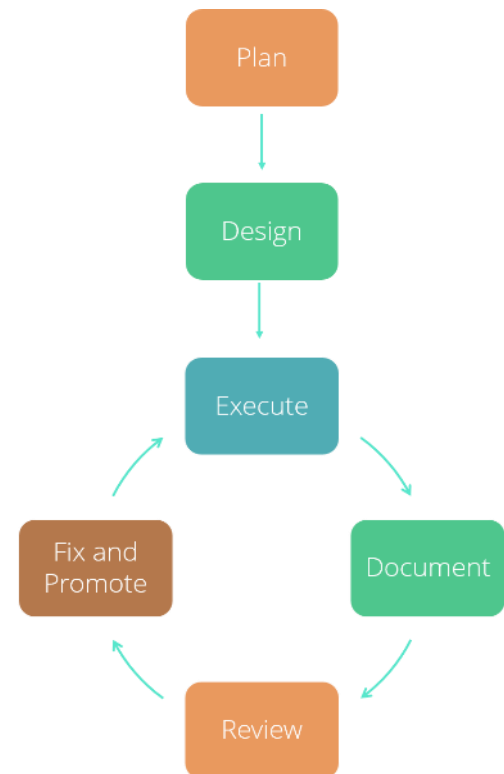 Plan
Design
Execute
Document
Review
Fix and
Promote